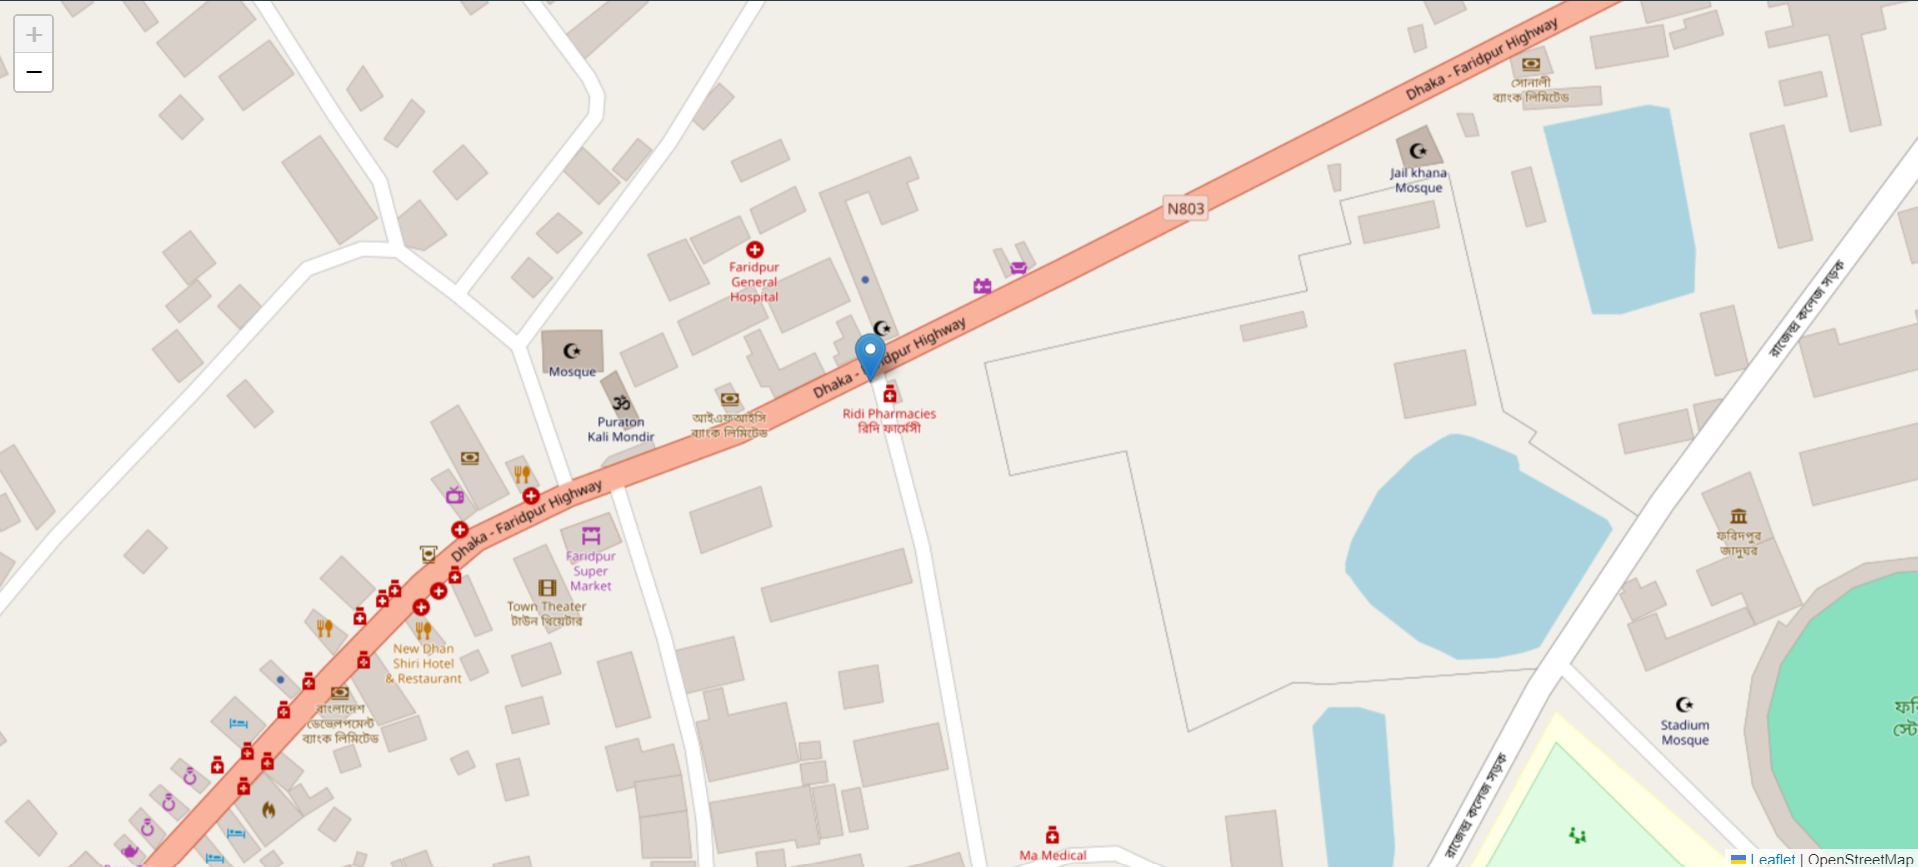 +
−
Dhaka - Faridpur Highway
সোনালী
ব্যাংক লিমিটেড
Jail khana
Mosque
N803
Faridpur
General
Hospital
রাজেন্দ্র কলেজ সড়ক
Dhaka - Faridpur Highway
Mosque
Puraton
Kali Mondir
আইএফআইসি
ব্যাংক লিমিটেড
Ridi Pharmacies
রিদি ফার্মেসী
Dhaka - Faridpur Highway
Faridpur
Super
Market
Town Theater
টাউন থিয়েটার
New Dhan
Shiri Hotel
& Restaurant
বাংলাদেশ
ডেভেলপমেন্ট
ব্যাংক লিমিটেড
ফরিদপুর
জাদুঘর
Stadium
Mosque
রাজেন্দ্র কলেজ সড়ক
Ma Medical
Leaflet | OpenStreetMap